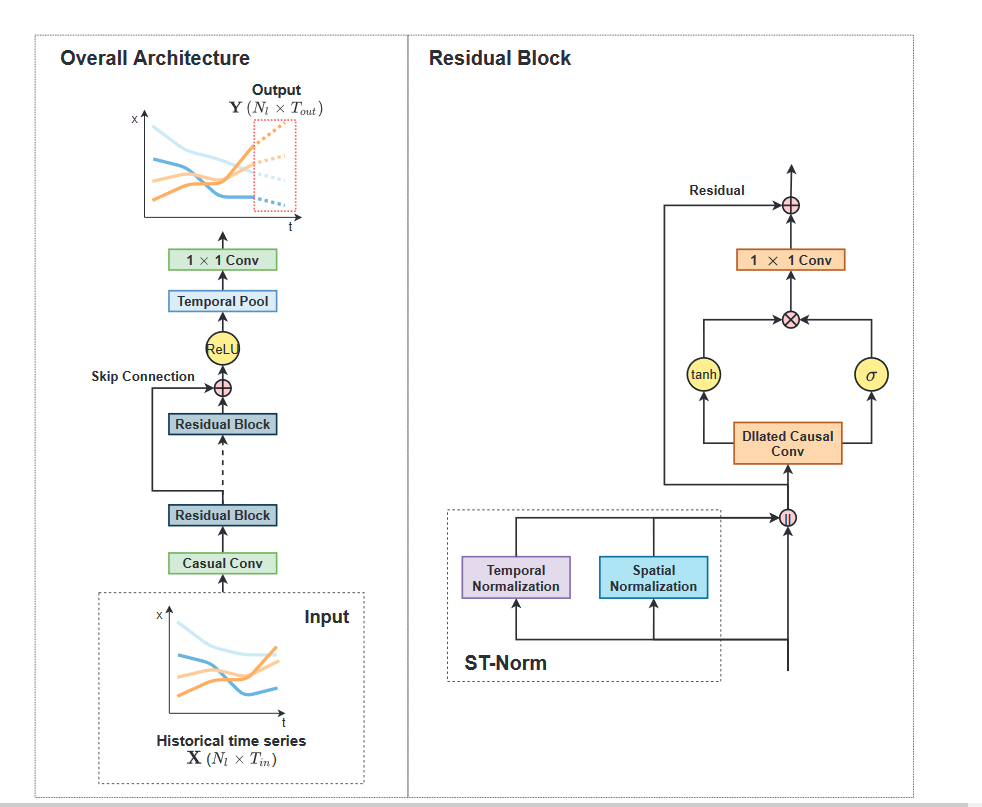 Overall Architecture
Output
Y (N_l × T_out)
x
t
1 × 1 Conv
Temporal Pool
ReLU
Skip Connection
Residual Block
Residual Block
Casual Conv
Input
x
t
Historical time series
X (N_l × T_in)
Residual Block
Residual
1 × 1 Conv
tanh
σ
DIlated Causal
Conv
||
Temporal
Normalization
Spatial
Normalization
ST-Norm